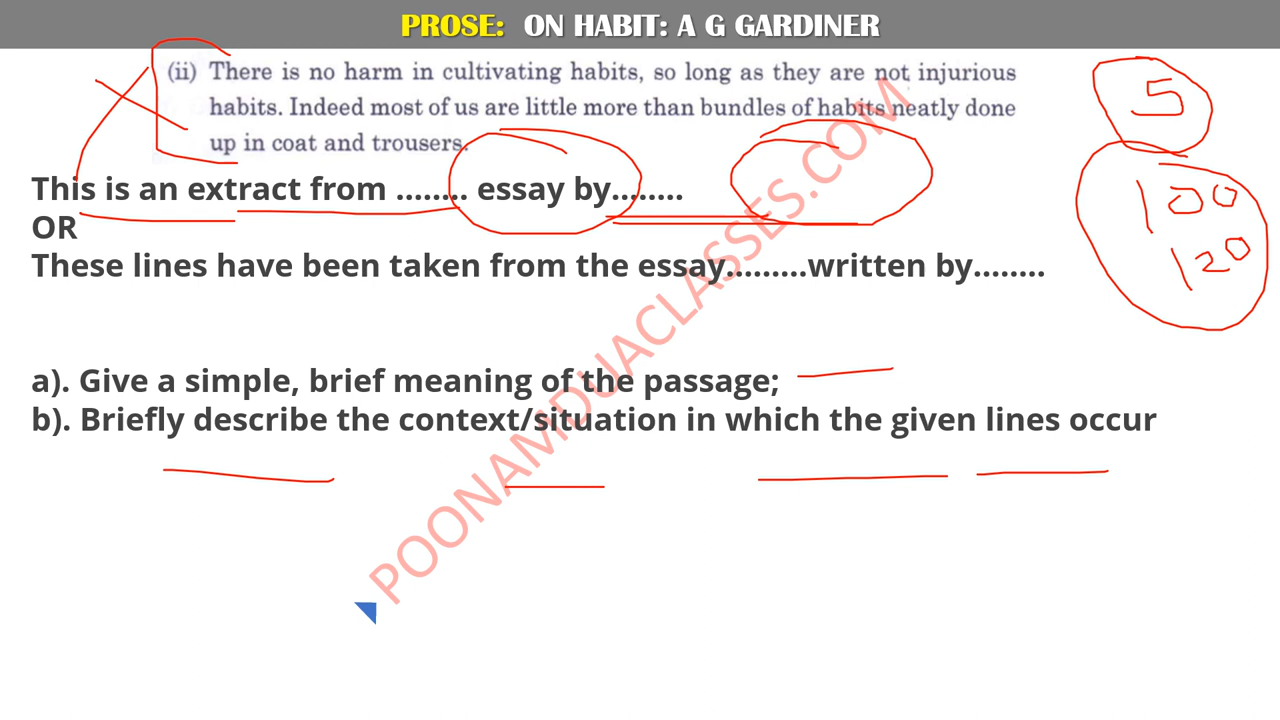 PROSE: ON HABIT: A G GARDINER
(ii) There is no harm in cultivating habits, so long as they are not injurious
habits. Indeed most of us are little more than bundles of habits neatly done
up in coat and trousers.
5
100
120
This is an extract from ........ essay by........
OR
These lines have been taken from the essay.........written by........
a). Give a simple, brief meaning of the passage;
b). Briefly describe the context/situation in which the given lines occur
POONAMDUACLASSES.COM